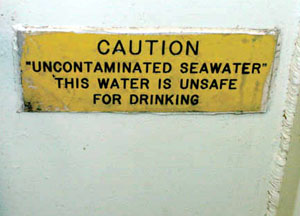 CAUTION
"UNCONTAMINATED SEAWATER"
THIS WATER IS UNSAFE
FOR DRINKING